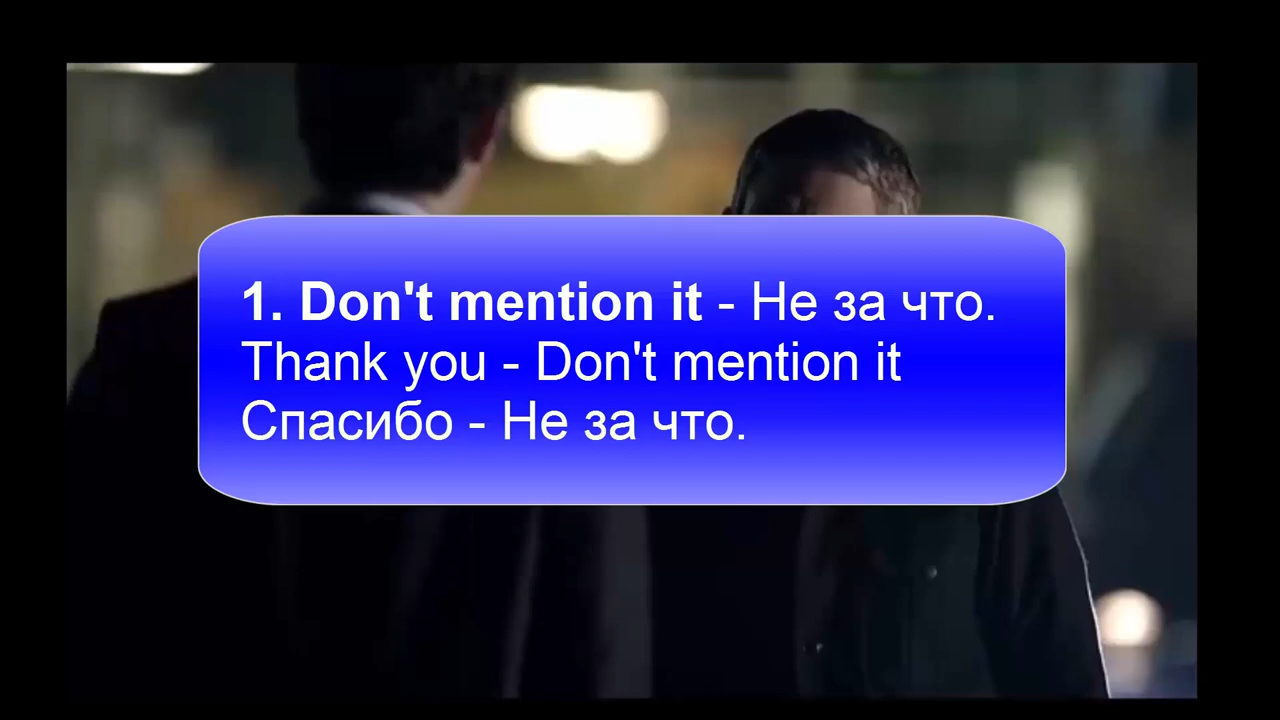 1. Don't mention it - Не за что.
Thank you - Don't mention it
Спасибо - Не за что.